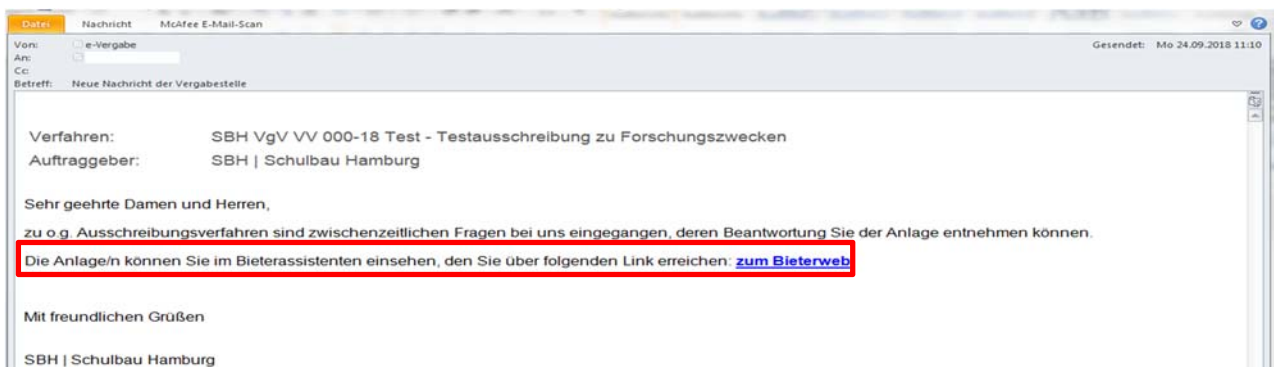 Datei Nachricht McAfee E-Mail-Scan
Von: e-Vergabe Gesendet: Mo 24.09.2018 11:10
An:
Cc:
Betreff: Neue Nachricht der Vergabestelle
Verfahren: SBH VgV VV 000-18 Test - Testausschreibung zu Forschungszwecken
Auftraggeber: SBH | Schulbau Hamburg
Sehr geehrte Damen und Herren,
zu o.g. Ausschreibungsverfahren sind zwischenzeitlichen Fragen bei uns eingegangen, deren Beantwortung Sie der Anlage entnehmen können.
Die Anlage/n können Sie im Bieterassistenten einsehen, den Sie über folgenden Link erreichen: zum Bieterweb
Mit freundlichen Grüßen
SBH | Schulbau Hamburg